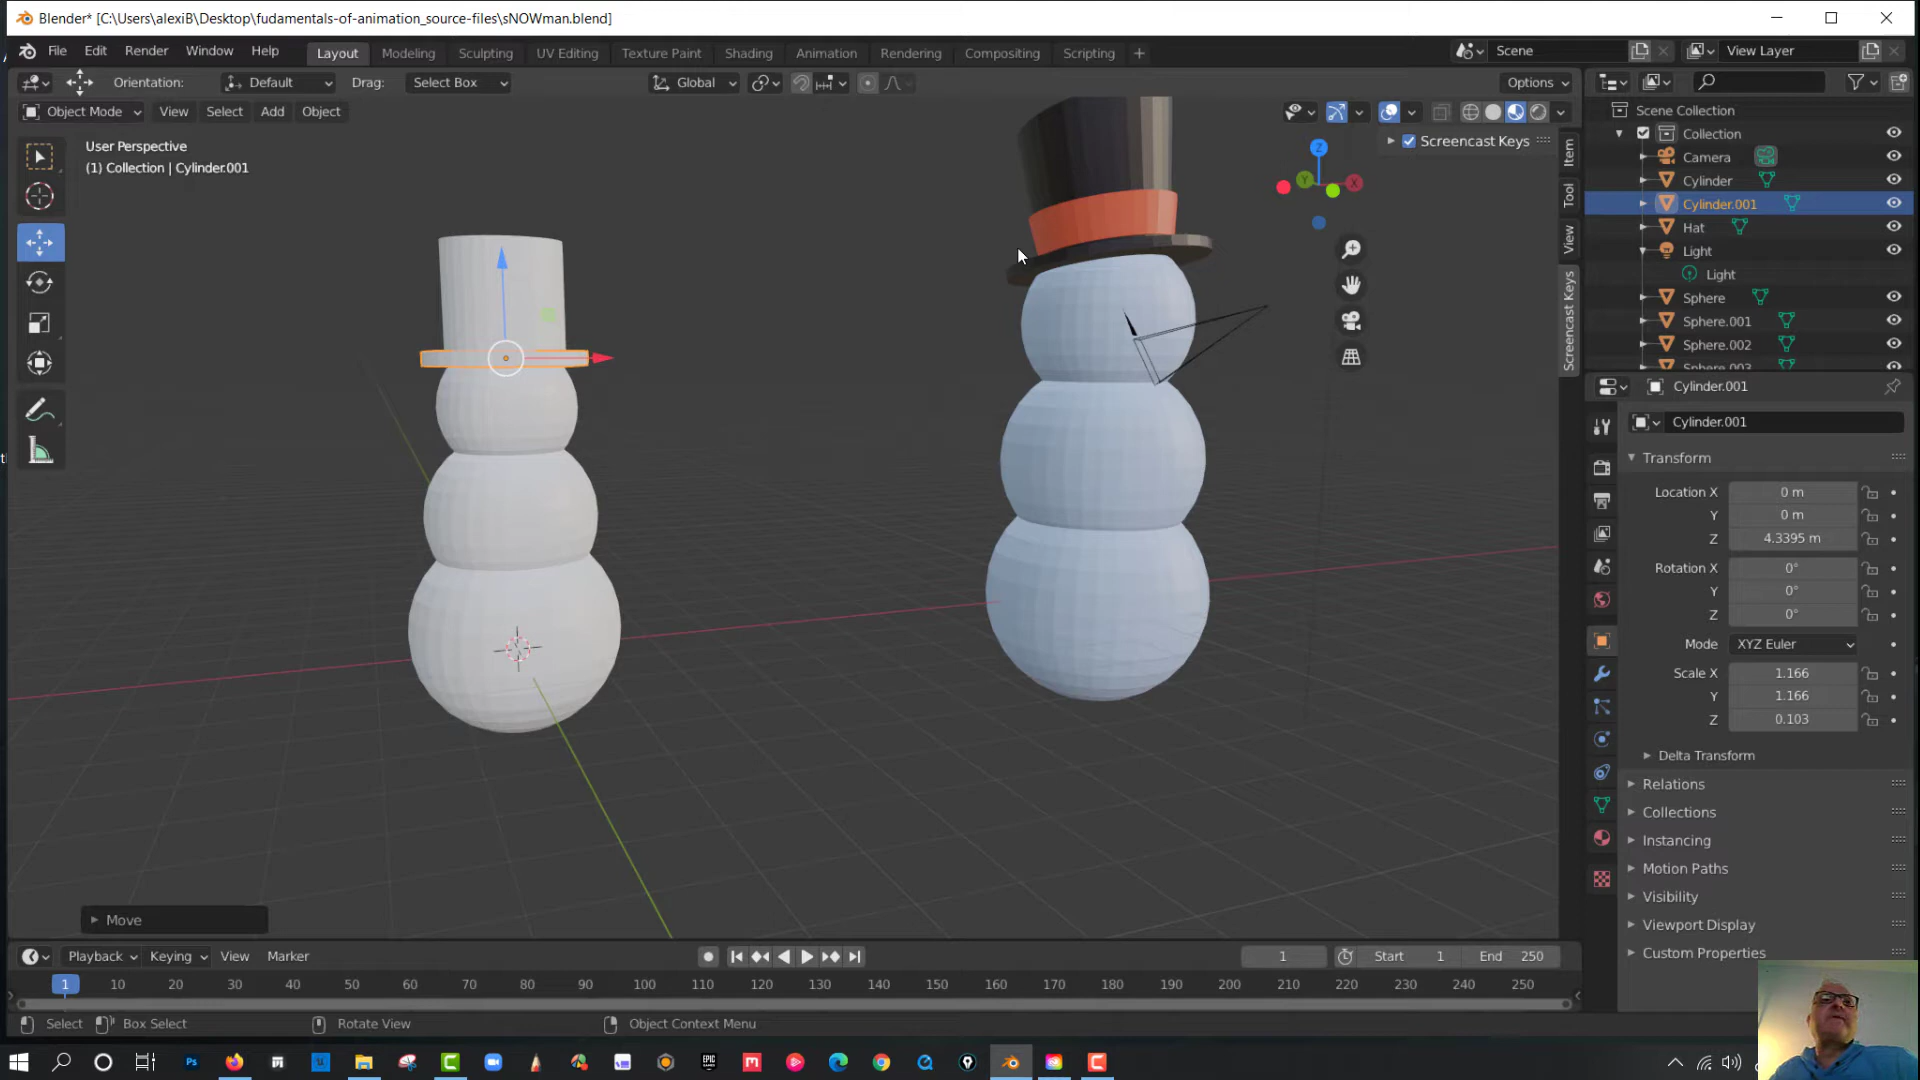 Blender* [C:\Users\alexiB\Desktop\fudamentals-of-animation_source-files\sNOWman.blend]
File Edit Render Window Help
Layout Modeling Sculpting UV Editing Texture Paint Shading Animation Rendering Compositing Scripting +
Scene View Layer
Orientation: Default Drag: Select Box Global Options
Object Mode View Select Add Object
User Perspective
(1) Collection | Cylinder.001
Screencast Keys
Z
Y
X
Item
Tool
View
Screencast Keys
Scene Collection
Collection
Camera
Cylinder
Cylinder.001
Hat
Light
Light
Sphere
Sphere.001
Sphere.002
Sphere.003
Cylinder.001
Cylinder.001
Transform
Location X 0 m
Y 0 m
Z 4.3395 m
Rotation X 0°
Y 0°
Z 0°
Mode XYZ Euler
Scale X 1.166
Y 1.166
Z 0.103
Delta Transform
Relations
Collections
Instancing
Motion Paths
Visibility
Viewport Display
Custom Properties
Move
Playback Keying View Marker
1 Start 1 End 250
1 10 20 30 40 50 60 70 80 90 100 110 120 130 140 150 160 170 180 190 200 210 220 230 240 250
Select Box Select Rotate View Object Context Menu
Ps
EPIC GAMES